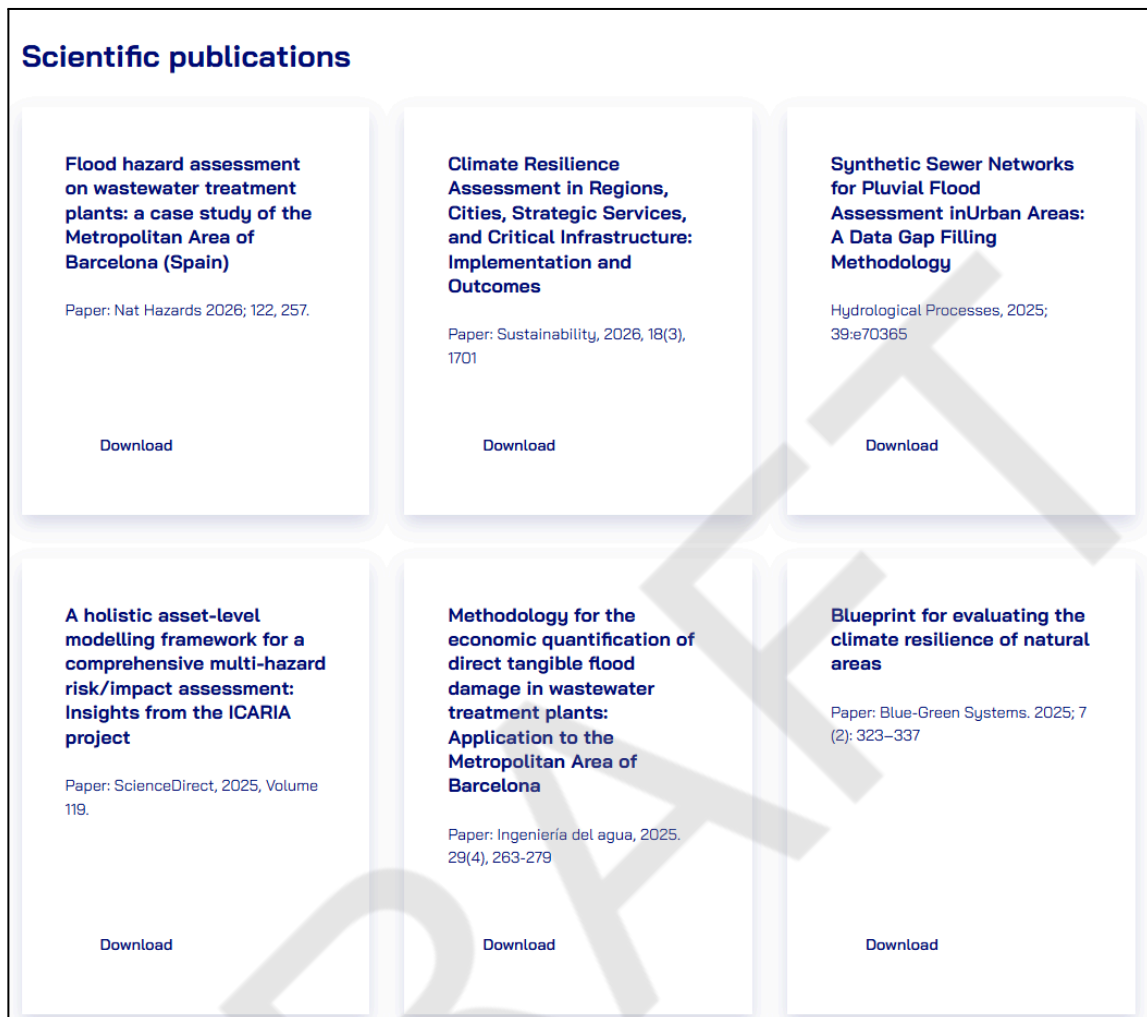 Scientific publications
Flood hazard assessment
on wastewater treatment
plants: a case study of the
Metropolitan Area of
Barcelona (Spain)
Paper: Nat Hazards 2026; 122, 257.
Download
Climate Resilience
Assessment in Regions,
Cities, Strategic Services,
and Critical Infrastructure:
Implementation and
Outcomes
Paper: Sustainability, 2026, 18(3),
1701
Download
Synthetic Sewer Networks
for Pluvial Flood
Assessment inUrban Areas:
A Data Gap Filling
Methodology
Hydrological Processes, 2025;
39:e70365
Download
A holistic asset-level
modelling framework for a
comprehensive multi-hazard
risk/impact assessment:
Insights from the ICARIA
project
Paper: ScienceDirect, 2025, Volume
119.
Download
Methodology for the
economic quantification of
direct tangible flood
damage in wastewater
treatment plants:
Application to the
Metropolitan Area of
Barcelona
Paper: Ingeniería del agua, 2025.
29(4), 263-279
Download
Blueprint for evaluating the
climate resilience of natural
areas
Paper: Blue-Green Systems. 2025; 7
(2): 323–337
Download
RAFT